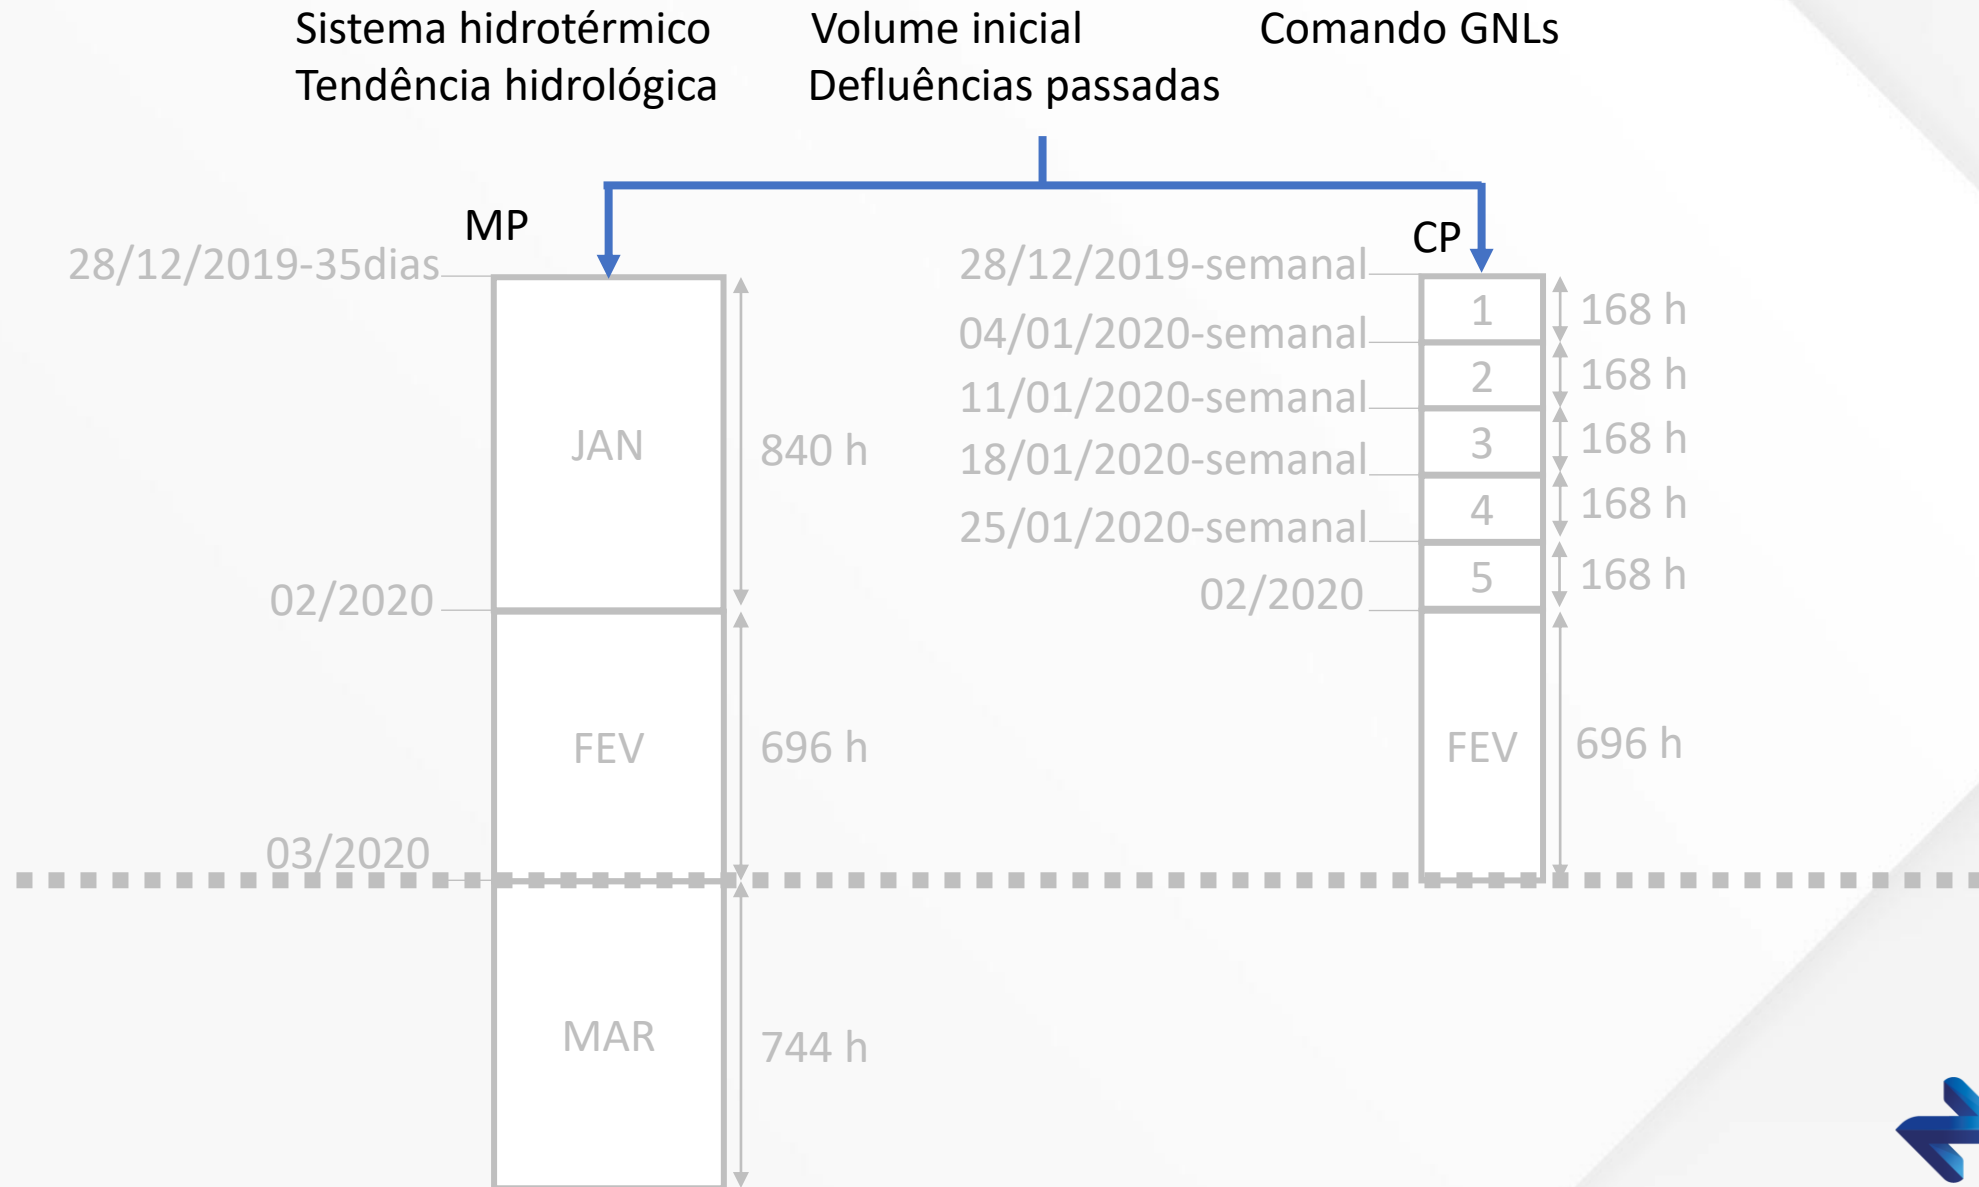 Sistema hidrotérmico
Tendência hidrológica
Volume inicial
Defluências passadas
Comando GNLs
MP
28/12/2019-35dias
JAN
840 h
02/2020
FEV
696 h
03/2020
MAR
744 h
CP
28/12/2019-semanal
1
168 h
04/01/2020-semanal
2
168 h
11/01/2020-semanal
3
168 h
18/01/2020-semanal
4
168 h
25/01/2020-semanal
5
168 h
02/2020
FEV
696 h